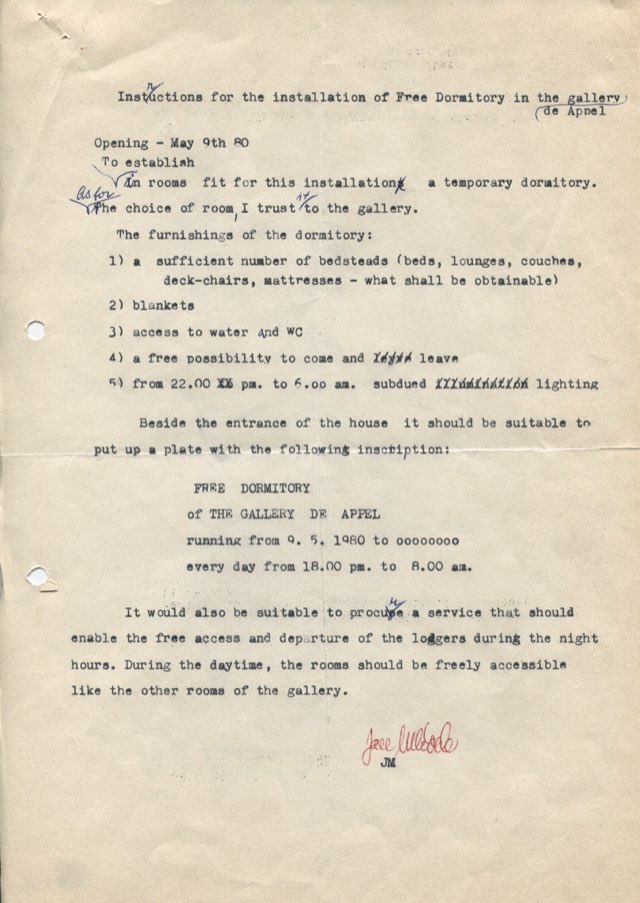 Instructions for the installation of Free Dormitory in the gallery
de Appel
Opening - May 9th 80
To establish
in rooms fit for this installation a temporary dormitory.
As for
the choice of room, I trust it to the gallery.
The furnishings of the dormitory:
1) a sufficient number of bedsteads (beds, lounges, couches,
deck-chairs, mattresses - what shall be obtainable)
2) blankets
3) access to water and WC
4) a free possibility to come and leave
5) from 22.00 pm. to 6.oo am. subdued illumination lighting
Beside the entrance of the house it should be suitable to
put up a plate with the following inscription:
FREE DORMITORY
of THE GALLERY DE APPEL
running from 9. 5. 1980 to oooooooo
every day from 18.00 pm. to 8.00 am.
It would also be suitable to procure a service that should
enable the free access and departure of the lodgers during the night
hours. During the daytime, the rooms should be freely accessible
like the other rooms of the gallery.
JM